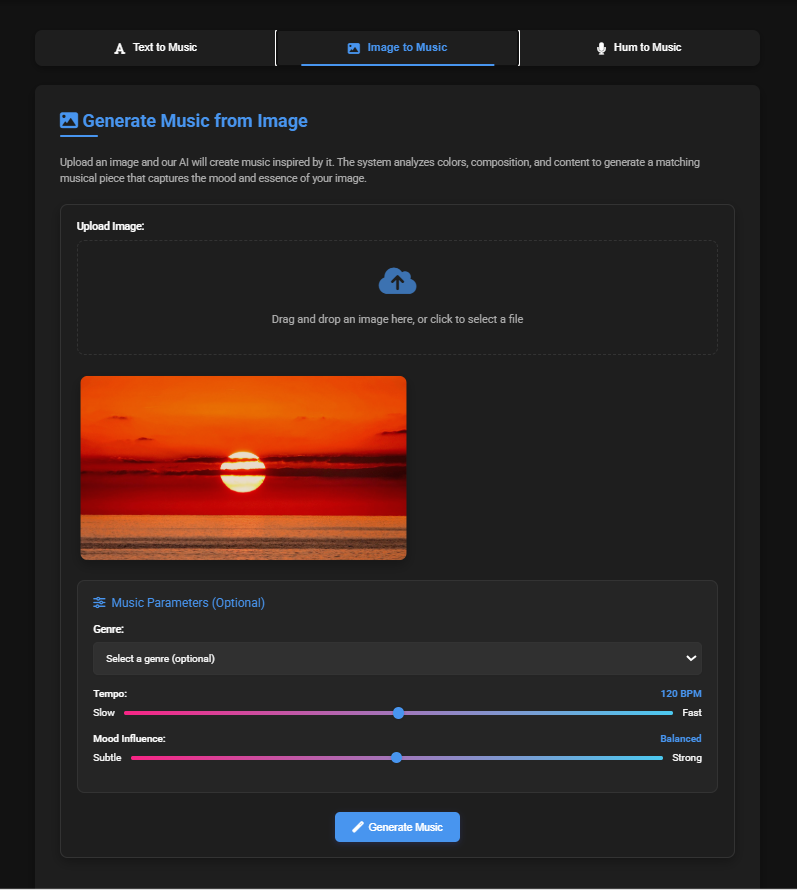 Text to Music
Image to Music
Hum to Music
Generate Music from Image
Upload an image and our AI will create music inspired by it. The system analyzes colors, composition, and content to generate a matching
musical piece that captures the mood and essence of your image.
Upload Image:
Drag and drop an image here, or click to select a file
Music Parameters (Optional)
Genre:
Select a genre (optional)
Tempo:
120 BPM
Slow
Fast
Mood Influence:
Balanced
Subtle
Strong
Generate Music